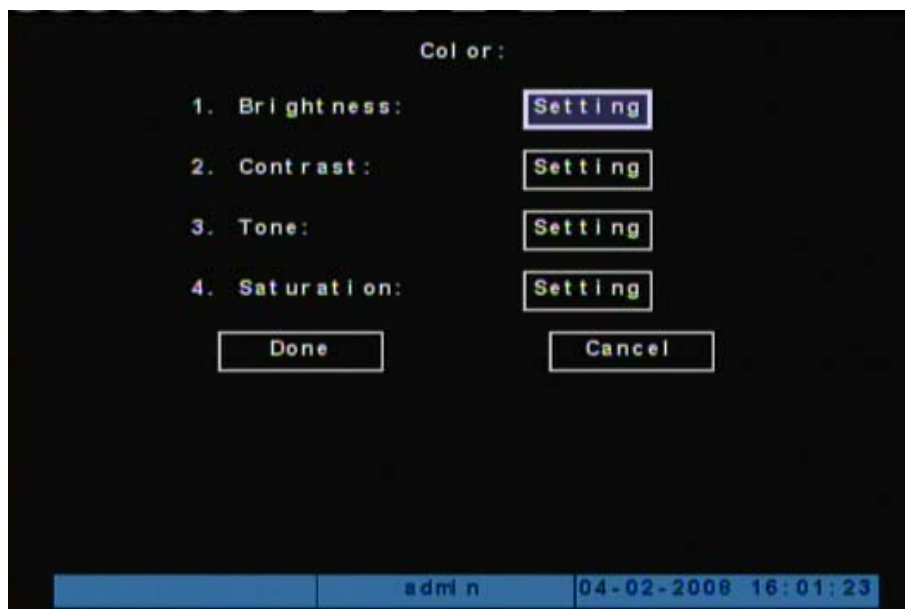 Color:
1. Brightness: Setting
2. Contrast: Setting
3. Tone: Setting
4. Saturation: Setting
Done Cancel
admin 04-02-2008 16:01:23